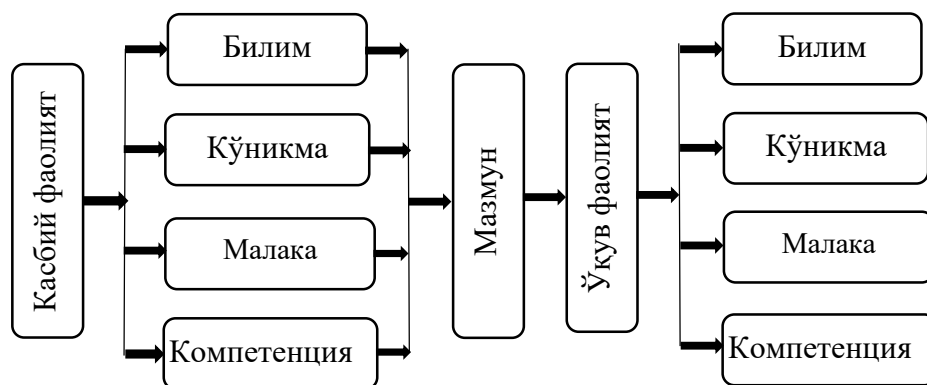 Касбий фаолият
Билим
Кўникма
Малака
Компетенция
Мазмун
Ўқув фаолият
Билим
Кўникма
Малака
Компетенция